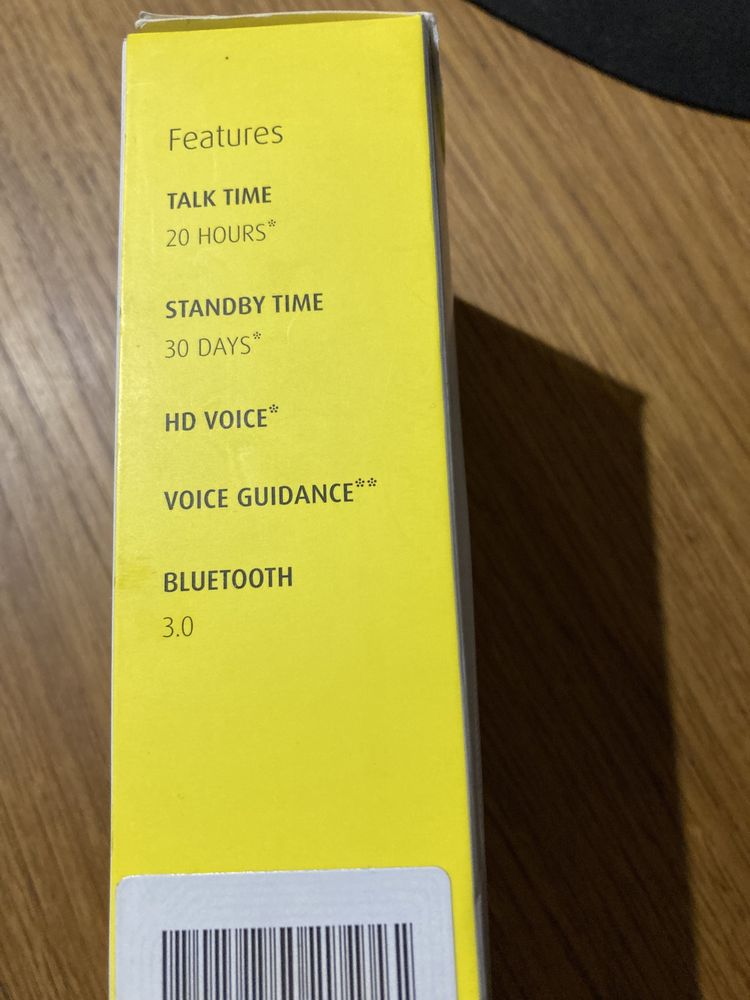 Features
TALK TIME
20 HOURS*
STANDBY TIME
30 DAYS*
HD VOICE*
VOICE GUIDANCE**
BLUETOOTH
3.0